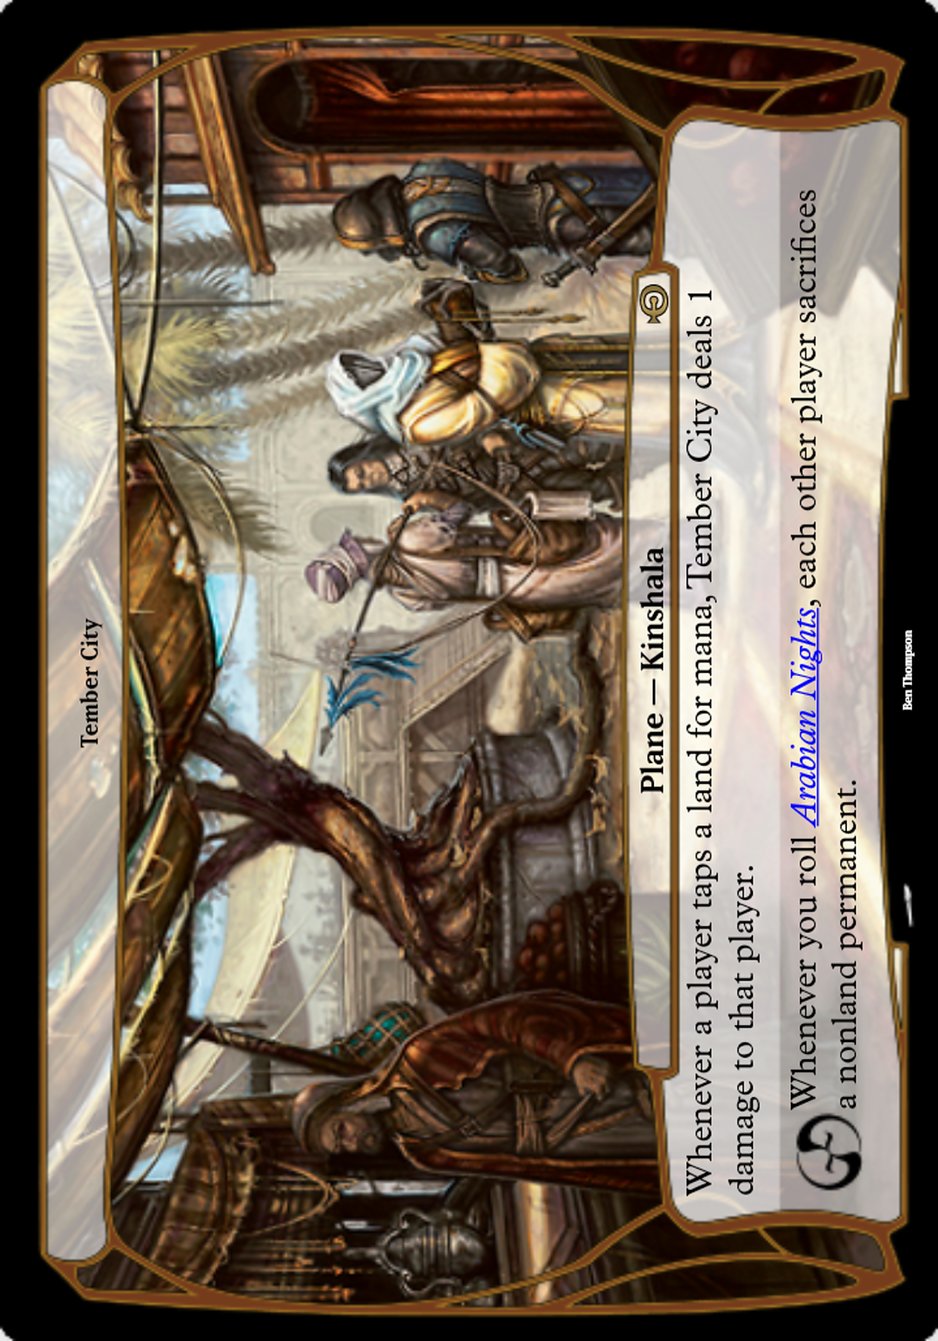 Tember City
Plane — Kinshala
Whenever a player taps a land for mana, Tember City deals 1
damage to that player.
Whenever you roll Arabian Nights, each other player sacrifices
a nonland permanent.
Ben Thompson